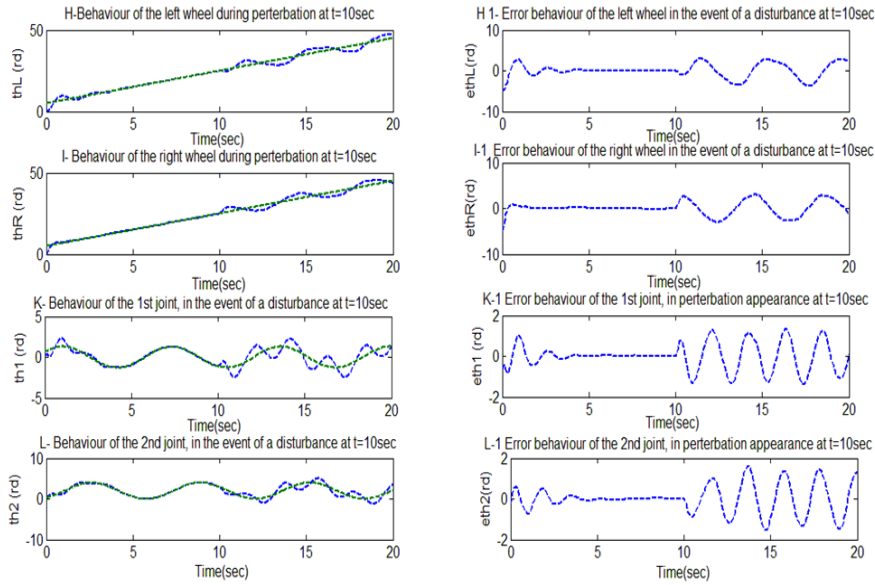 H-Behaviour of the left wheel during perterbation at t=10sec
50
thL (rd)
0
0 5 10 15 20
Time(sec)
H 1- Error behaviour of the left wheel in the event of a disturbance at t=10sec
10
ethL(rd)
0
-10
0 5 10 15 20
Time(sec)
I- Behaviour of the right wheel during perterbation at t=10sec
50
thR (rd)
0
0 5 10 15 20
Time(sec)
I-1 Error behaviour of the right wheel in the event of a disturbance at t=10sec
10
ethR(rd)
0
-10
0 5 10 15 20
Time(sec)
K- Behaviour of the 1st joint, in the event of a disturbance at t=10sec
5
th1 (rd)
0
-5
0 5 10 15 20
Time(sec)
K-1 Error behaviour of the 1st joint, in perterbation appearance at t=10sec
2
eth1 (rd)
0
-2
0 5 10 15 20
Time(sec)
L- Behaviour of the 2nd joint, in the event of a disturbance at t=10sec
10
th2 (rd)
0
-10
0 5 10 15 20
Time(sec)
L-1 Error behaviour of the 2nd joint, in perterbation appearance at t=10sec
2
eth2(rd)
0
-2
0 5 10 15 20
Time(sec)